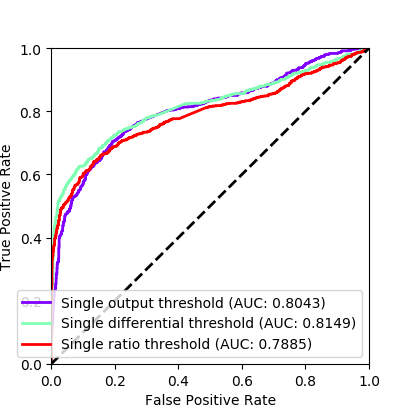 1.0
0.8
0.6
0.4
0.2
0.0
True Positive Rate
Single output threshold (AUC: 0.8043)
Single differential threshold (AUC: 0.8149)
Single ratio threshold (AUC: 0.7885)
0.0 0.2 0.4 0.6 0.8 1.0
False Positive Rate